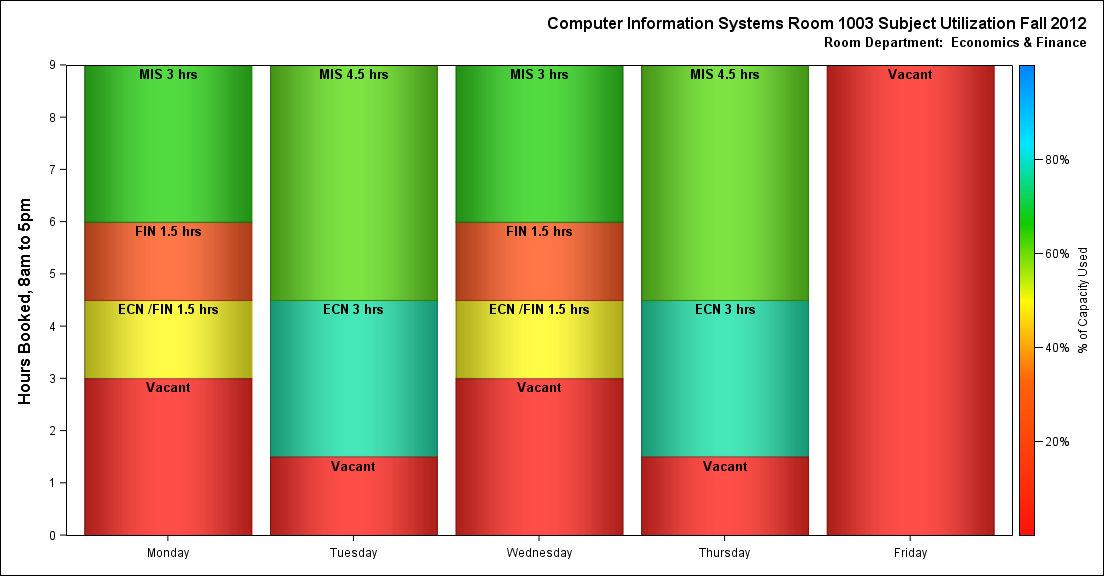 Computer Information Systems Room 1003 Subject Utilization Fall 2012
Room Department:  Economics & Finance
Hours Booked, 8am to 5pm
9
8
7
6
5
4
3
2
1
0
MIS 3 hrs
FIN 1.5 hrs
ECN /FIN 1.5 hrs
Vacant
MIS 4.5 hrs
ECN 3 hrs
Vacant
MIS 3 hrs
FIN 1.5 hrs
ECN /FIN 1.5 hrs
Vacant
MIS 4.5 hrs
ECN 3 hrs
Vacant
Vacant
Monday
Tuesday
Wednesday
Thursday
Friday
80%
60%
40%
20%
% of Capacity Used